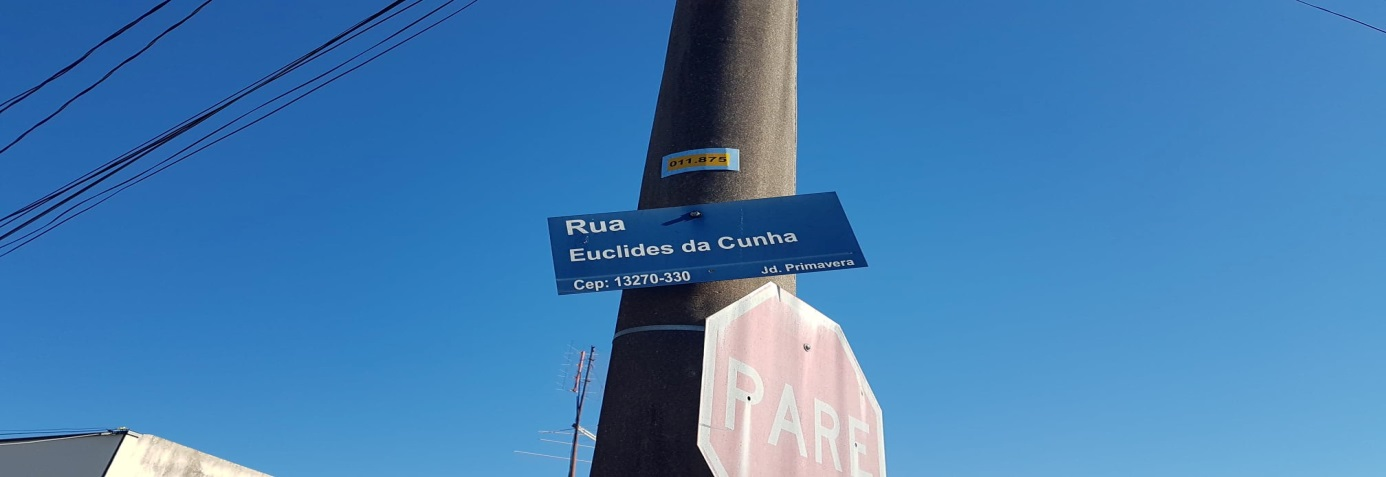 011.875
Rua
Euclides da Cunha
Cep: 13270-330
Jd. Primavera
PARE